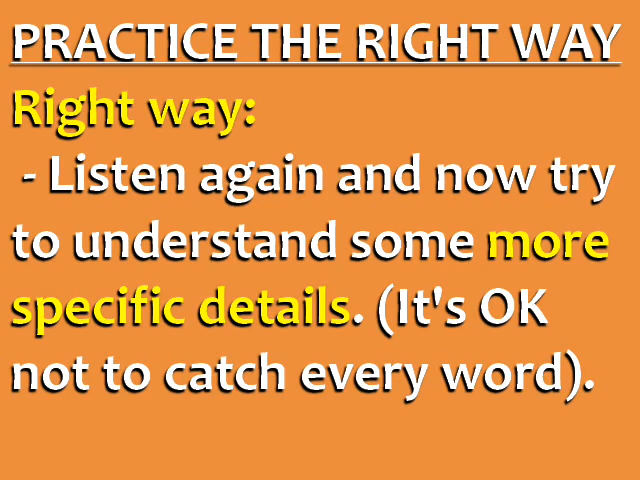 PRACTICE THE RIGHT WAY
Right way:
- Listen again and now try
to understand some more
specific details. (It's OK
not to catch every word).